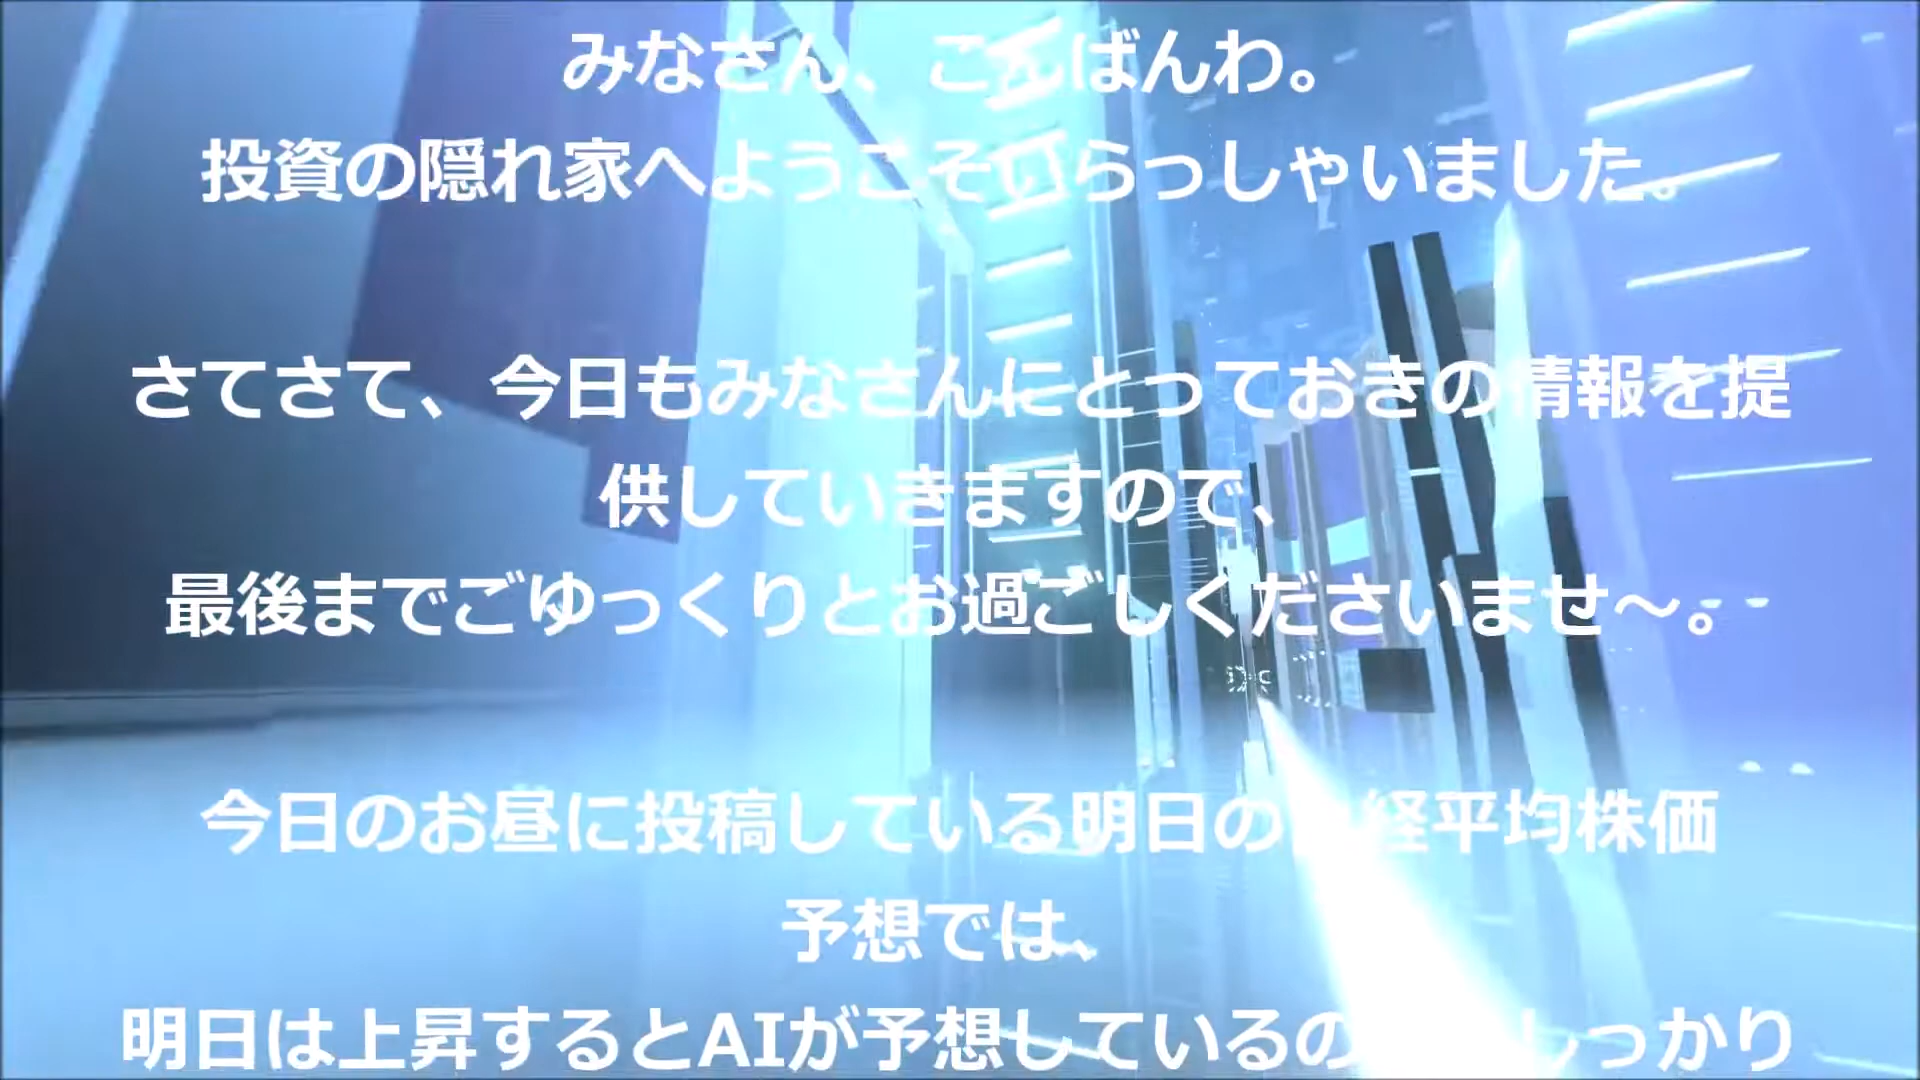 みなさん、こんばんわ。
投資の隠れ家へようこそいらっしゃいました。
さてさて、今日もみなさんにとっておきの情報を提
供していきますので、
最後までごゆっくりとお過ごしくださいませ～。
今日のお昼に投稿している明日の 経平均株価
予想では、
明日は上昇するとAIが予想しているの しっかり